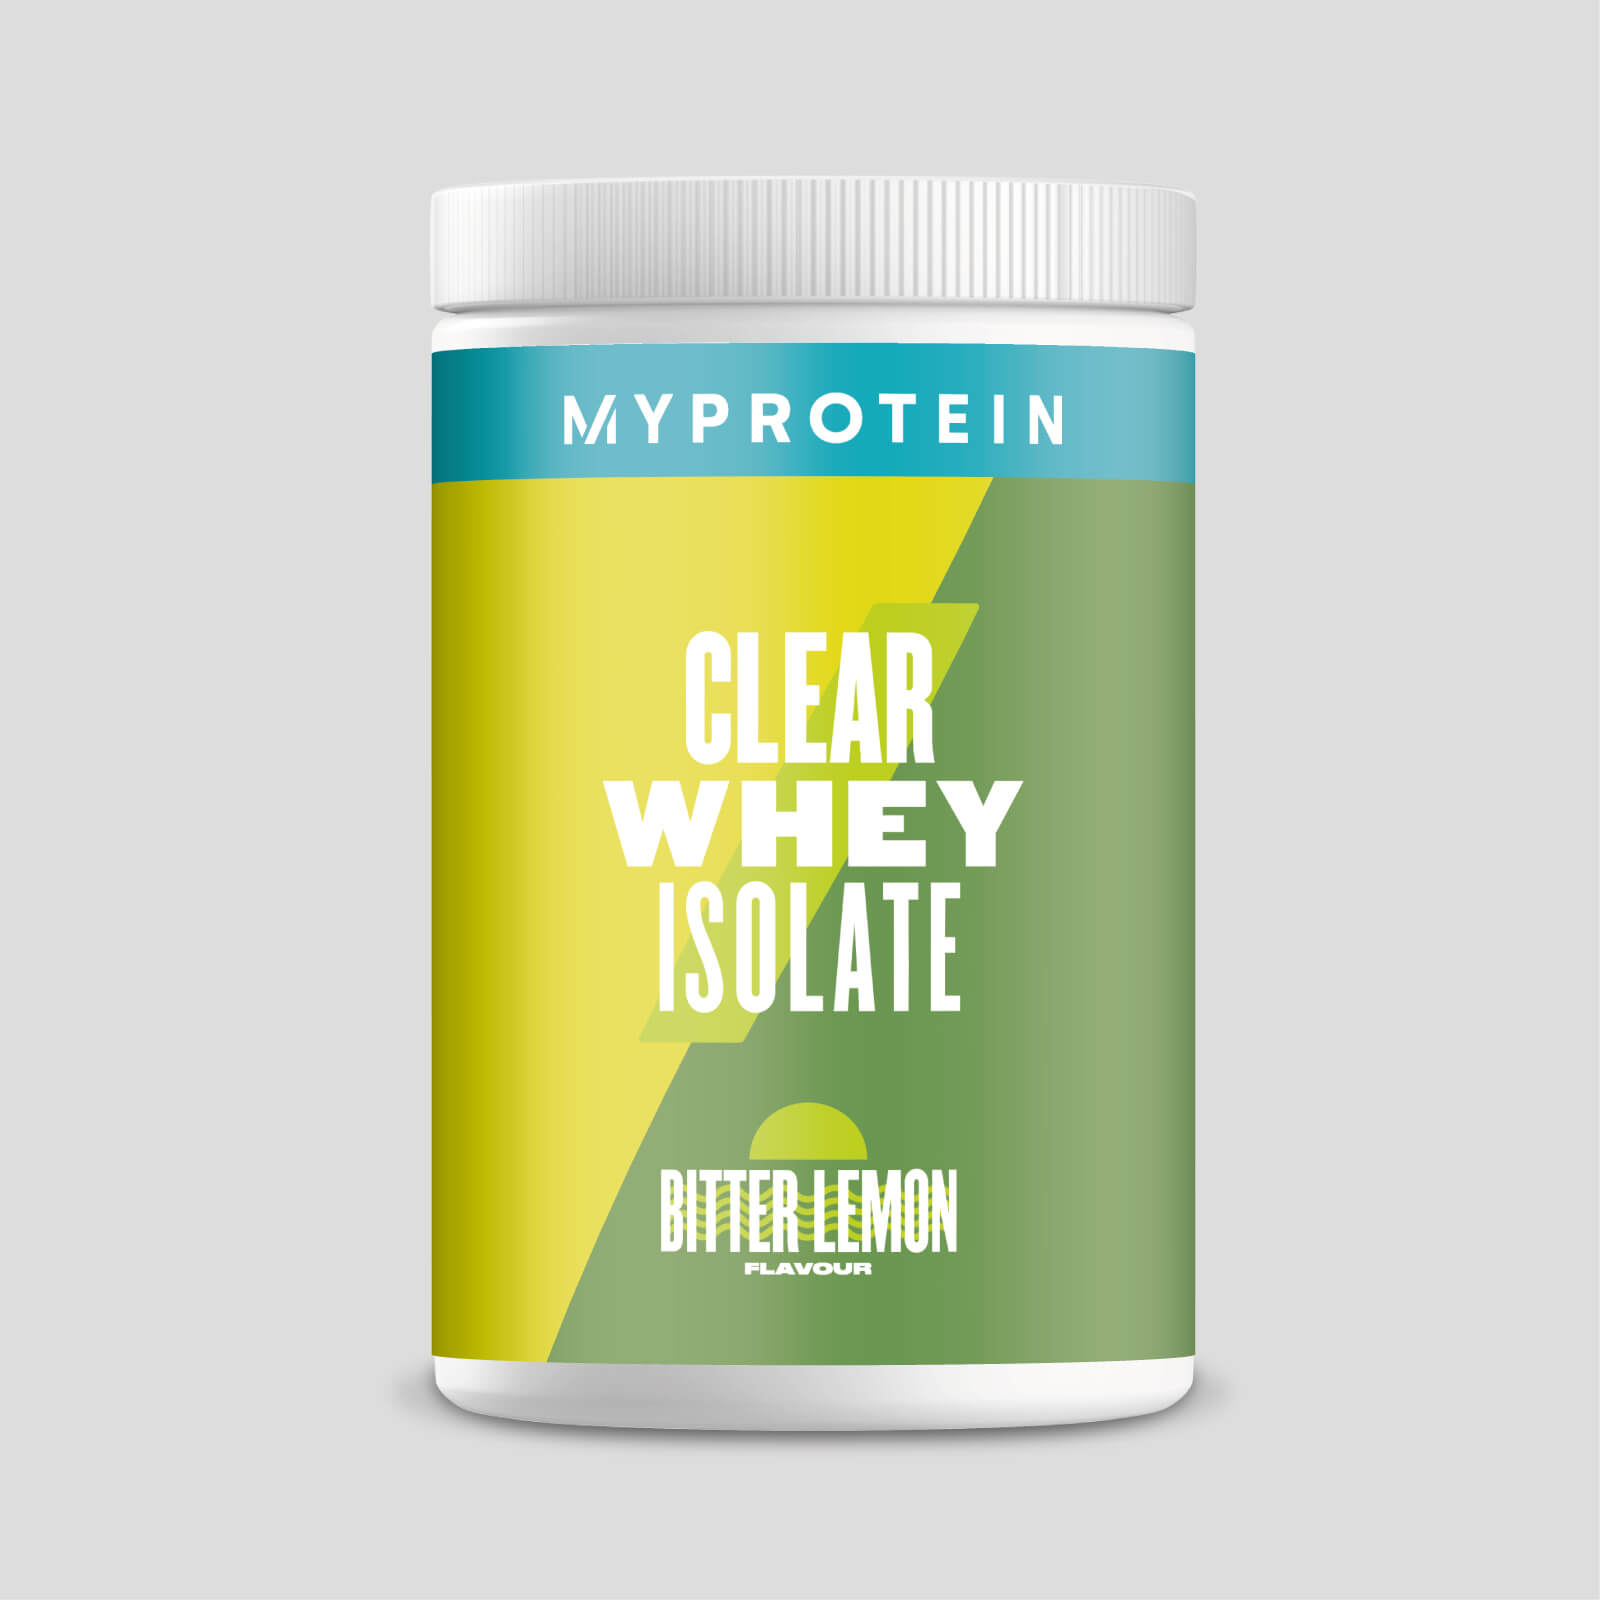 MYPROTEIN
CLEAR
WHEY
ISOLATE
BITTER LEMON
FLAVOUR